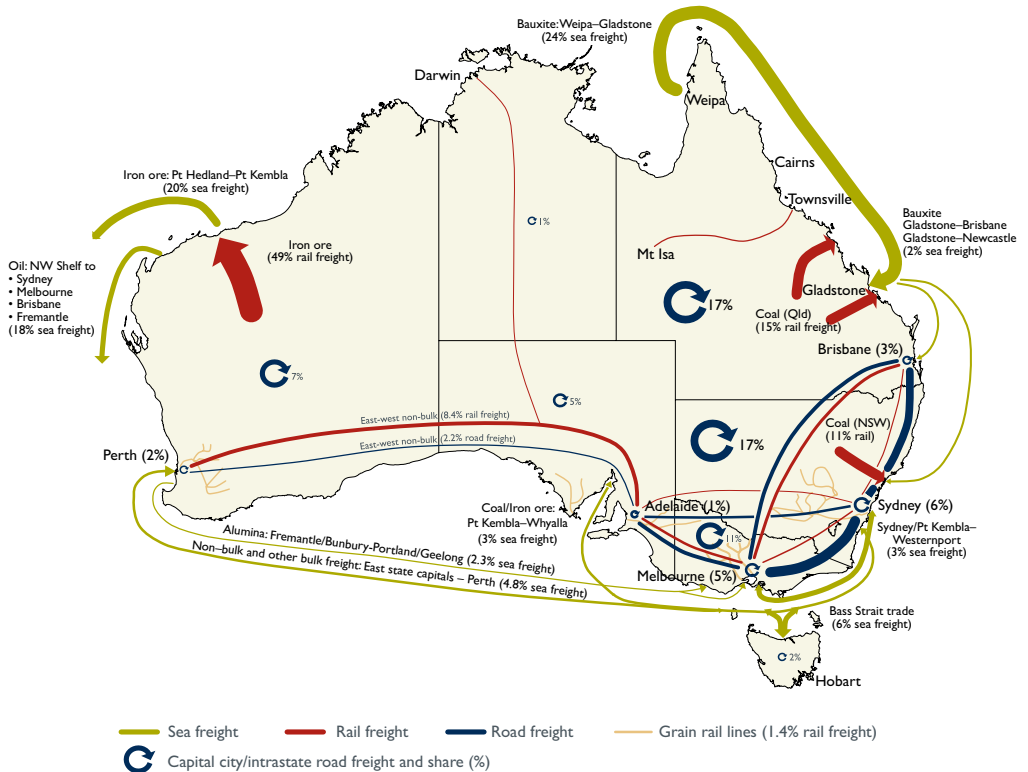 Bauxite: Weipa–Gladstone
(24% sea freight)
Darwin
Weipa
Cairns
Iron ore: Pt Hedland–Pt Kembla
(20% sea freight)
Townsville
Bauxite
Gladstone–Brisbane
Gladstone–Newcastle
(2% sea freight)
1%
Iron ore
(49% rail freight)
Mt Isa
Oil: NW Shelf to
• Sydney
• Melbourne
• Brisbane
• Fremantle
(18% sea freight)
Gladstone
17%
Coal (Qld)
(15% rail freight)
Brisbane (3%)
7%
5%
East-west non-bulk (8.4% rail freight)
Coal (NSW)
(11% rail)
17%
East-west non-bulk (2.2% road freight)
Perth (2%)
Coal/Iron ore:
Pt Kembla–Whyalla
(3% sea freight)
Adelaide (1%)
Sydney (6%)
Sydney/Pt Kembla–
Westernport
(3% sea freight)
11%
Alumina: Fremantle/Bunbury-Portland/Geelong (2.3% sea freight)
Non–bulk and other bulk freight: East state capitals – Perth (4.8% sea freight)
Melbourne (5%)
Bass Strait trade
(6% sea freight)
2%
Hobart
Sea freight
Rail freight
Road freight
Grain rail lines (1.4% rail freight)
Capital city/intrastate road freight and share (%)